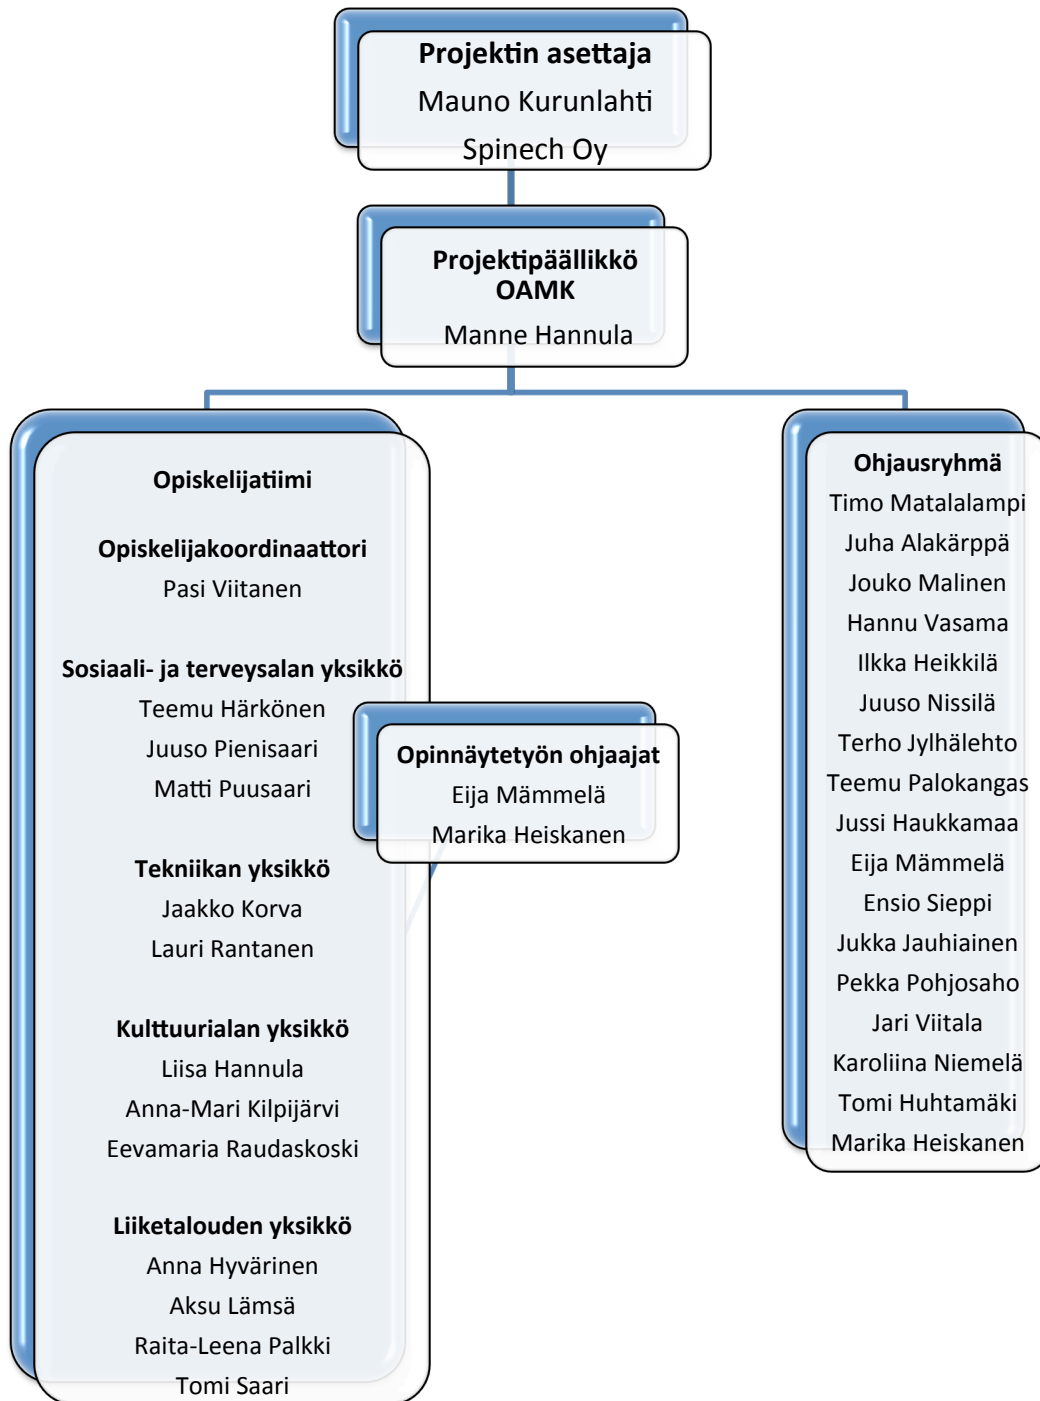 Projektin asettaja
Mauno Kurunlahti
Spinech Oy
Projektipäällikkö
OAMK
Manne Hannula
Opiskelijatiimi
Opiskelijakoordinaattori
Pasi Viitanen
Sosiaali- ja terveysalan yksikkö
Teemu Härkönen
Juuso Pienisaari
Matti Puusaari
Tekniikan yksikkö
Jaakko Korva
Lauri Rantanen
Kulttuurialan yksikkö
Liisa Hannula
Anna-Mari Kilpijärvi
Eevamaria Raudaskoski
Liiketalouden yksikkö
Anna Hyvärinen
Aksu Lämsä
Raita-Leena Palkki
Tomi Saari
Opinnäytetyön ohjaajat
Eija Mämmelä
Marika Heiskanen
Ohjausryhmä
Timo Matalalampi
Juha Alakärppä
Jouko Malinen
Hannu Vasama
Ilkka Heikkilä
Juuso Nissilä
Terho Jylhälehto
Teemu Palokangas
Jussi Haukkamaa
Eija Mämmelä
Ensio Sieppi
Jukka Jauhiainen
Pekka Pohjosaho
Jari Viitala
Karoliina Niemelä
Tomi Huhtamäki
Marika Heiskanen